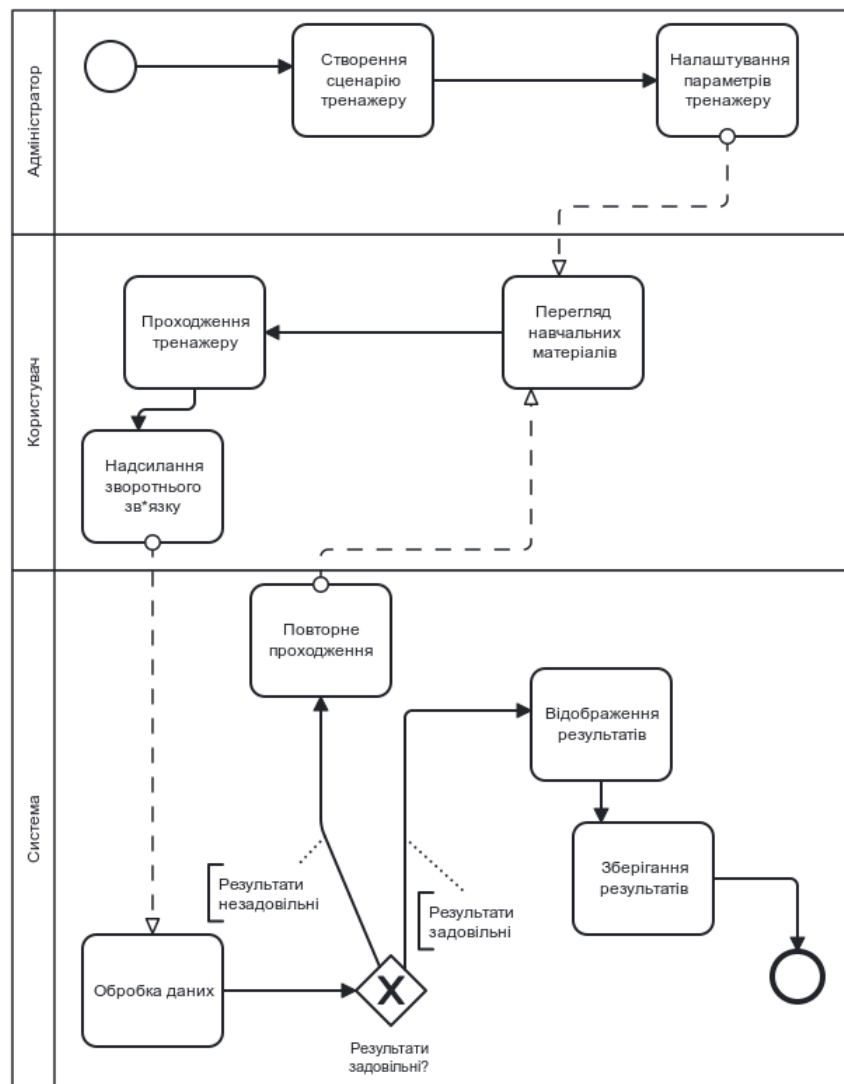 Адміністратор
Створення
сценарію
тренажеру
Налаштування
параметрів
тренажеру
Користувач
Проходження
тренажеру
Перегляд
навчальних
матеріалів
Надсилання
зворотнього
зв*язку
Система
Повторне
проходження
Відображення
результатів
Зберігання
результатів
Результати
незадовільні
Результати
задовільні
Обробка даних
X
Результати
задовільні?